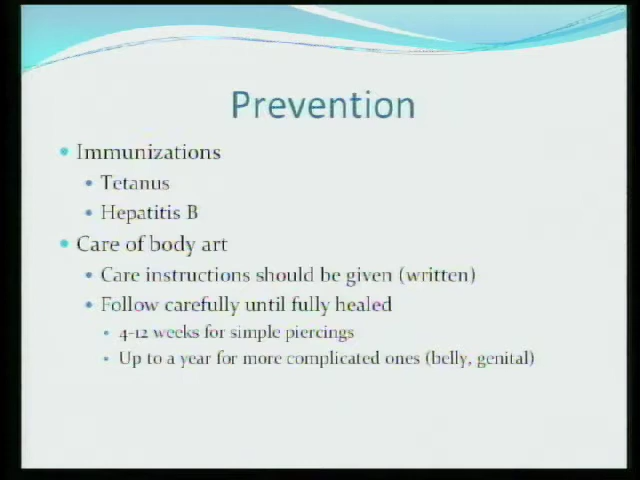 Prevention
Immunizations
Tetanus
Hepatitis B
Care of body art
Care instructions should be given (written)
Follow carefully until fully healed
4-12 weeks for simple piercings
Up to a year for more complicated ones (belly, genital)